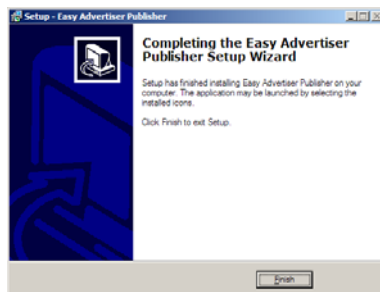 Setup - Easy Advertiser Publisher
Completing the Easy Advertiser
Publisher Setup Wizard
Setup has finished installing Easy Advertiser Publisher on your
computer. The application may be launched by selecting the
installed icons.
Click Finish to exit Setup.
Finish